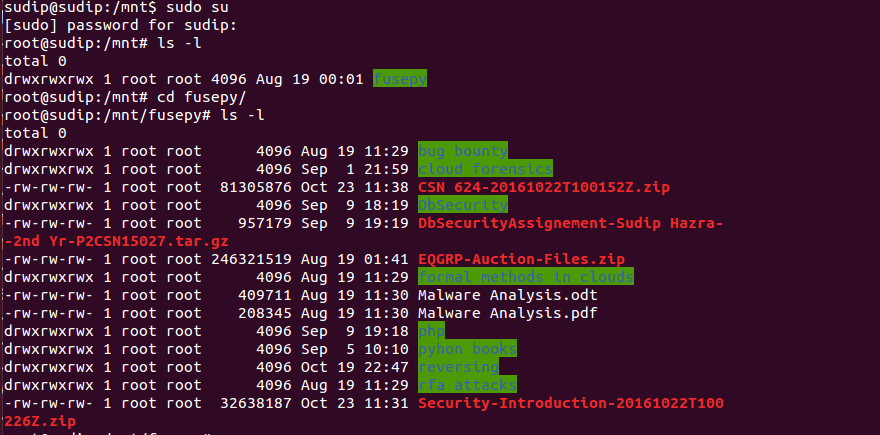 sudip@sudip:/mnt$ sudo su
[sudo] password for sudip:
root@sudip:/mnt# ls -l
total 0
drwxrwxrwx 1 root root 4096 Aug 19 00:01 fusepy
root@sudip:/mnt# cd fusepy/
root@sudip:/mnt/fusepy# ls -l
total 0
drwxrwxrwx 1 root root      4096 Aug 19 11:29 bug bounty
drwxrwxrwx 1 root root      4096 Sep  1 21:59 cloud forensics
-rw-rw-rw- 1 root root  81305876 Oct 23 11:38 CSN 624-20161022T100152Z.zip
drwxrwxrwx 1 root root      4096 Sep  9 18:19 DbSecurity
-rw-rw-rw- 1 root root    957179 Sep  9 19:19 DbSecurityAssignement-Sudip Hazra-
-2nd Yr-P2CSN15027.tar.gz
-rw-rw-rw- 1 root root 246321519 Aug 19 01:41 EQGRP-Auction-Files.zip
drwxrwxrwx 1 root root      4096 Aug 19 11:29 formal methods in clouds
-rw-rw-rw- 1 root root    409711 Aug 19 11:30 Malware Analysis.odt
-rw-rw-rw- 1 root root    208345 Aug 19 11:30 Malware Analysis.pdf
drwxrwxrwx 1 root root      4096 Sep  9 19:18 php
drwxrwxrwx 1 root root      4096 Sep  5 10:10 pyhon books
drwxrwxrwx 1 root root      4096 Oct 19 22:47 reversing
drwxrwxrwx 1 root root      4096 Aug 19 11:29 rfa attacks
-rw-rw-rw- 1 root root  32638187 Oct 23 11:31 Security-Introduction-20161022T100
226Z.zip